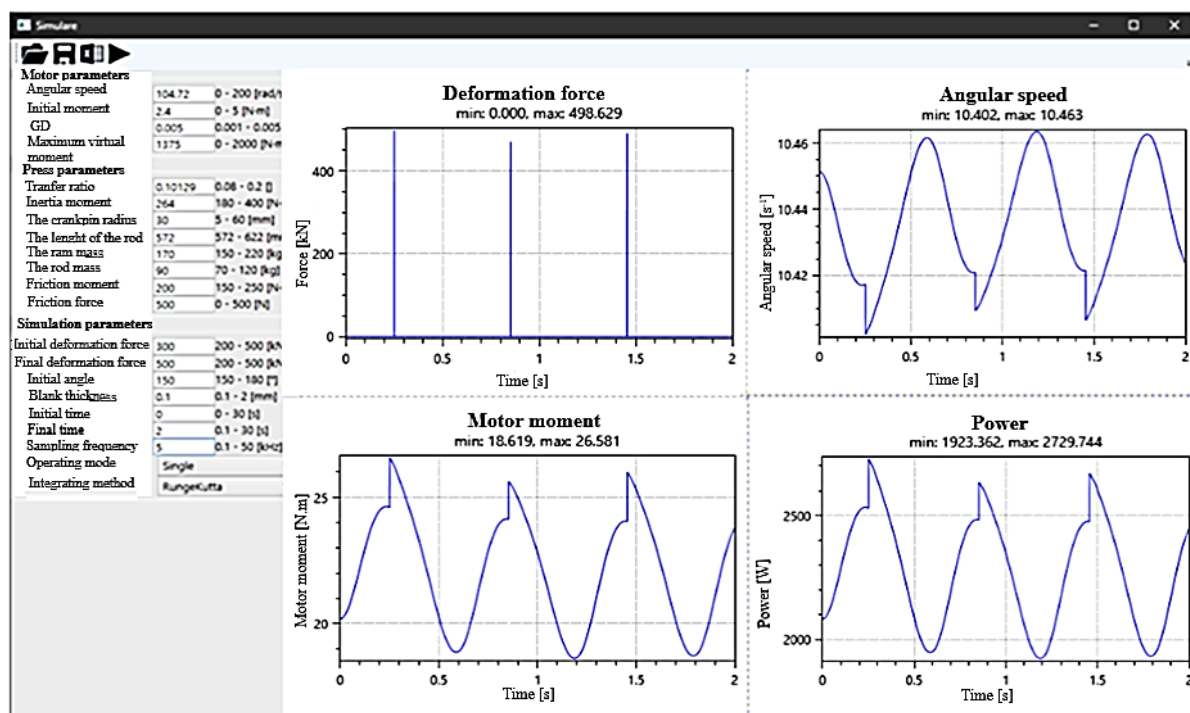 Simulare
Motor parameters
Angular speed 104.72 0 - 200 [rad/s
Initial moment 2.4 0 - 5 [N·m]
GD 0.005 0.001 - 0.005
Maximum virtual moment 1375 0 - 2000 [N·m
Press parameters
Tranfer ratio 0.10129 0.08 - 0.2 []
Inertia moment 264 180 - 400 [N·
The crankpin radius 30 5 - 60 [mm]
The lenght of the rod 572 572 - 622 [m
The ram mass 170 150 - 220 [kg
The rod mass 90 70 - 120 [kg]
Friction moment 200 150 - 250 [N·
Friction force 500 0 - 500 [N]
Simulation parameters
Initial deformation force 300 200 - 500 [kN
Final deformation force 500 200 - 500 [kN
Initial angle 150 150 - 180 [°]
Blank thickness 0.1 0.1 - 2 [mm]
Initial time 0 0 - 30 [s]
Final time 2 0.1 - 30 [s]
Sampling frequency 5 0.1 - 50 [kHz]
Operating mode Single
Integrating method RungeKutta
Deformation force
min: 0.000, max: 498.629
Force [kN]
400
200
0
0 0.5 1 1.5 2
Time [s]
Angular speed
min: 10.402, max: 10.463
Angular speed [s⁻¹]
10.46
10.44
10.42
0 0.5 1 1.5 2
Time [s]
Motor moment
min: 18.619, max: 26.581
Motor moment [N.m]
25
20
0 0.5 1 1.5 2
Time [s]
Power
min: 1923.362, max: 2729.744
Power [W]
2500
2000
0 0.5 1 1.5 2
Time [s]